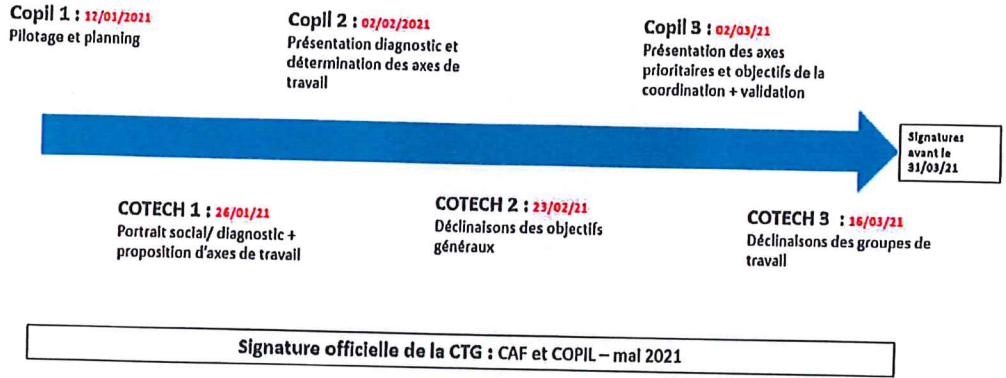 Copil 1 : 12/01/2021
Pilotage et planning
Copil 2 : 02/02/2021
Présentation diagnostic et
détermination des axes de
travail
Copil 3 : 02/03/21
Présentation des axes
prioritaires et objectifs de la
coordination + validation
Signatures
avant le
31/03/21
COTECH 1 : 26/01/21
Portrait social/ diagnostic +
proposition d'axes de travail
COTECH 2 : 23/02/21
Déclinaisons des objectifs
généraux
COTECH 3 : 16/03/21
Déclinaisons des groupes de
travail
Signature officielle de la CTG : CAF et COPIL – mai 2021